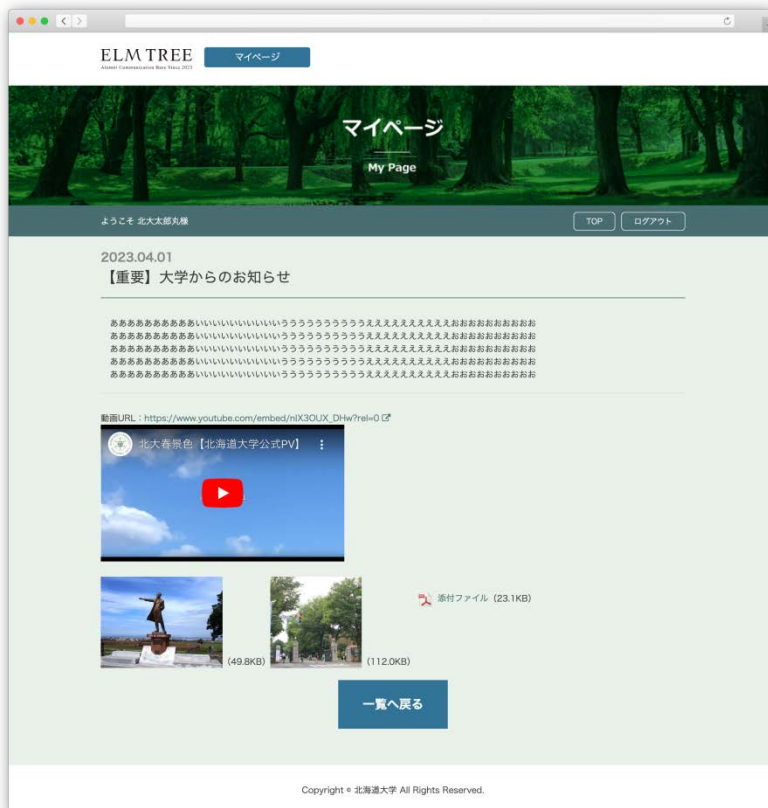 ELM TREE
Alumni Communication Base Since 2023
マイページ
マイページ
My Page
ようこそ 北大太郎丸様
TOP
ログアウト
2023.04.01
【重要】大学からのお知らせ
ああああああああああいいいいいいいいいいううううううううううええええええええええおおおおおおおおおお
ああああああああああいいいいいいいいいいううううううううううええええええええええおおおおおおおおおお
ああああああああああいいいいいいいいいいううううううううううええええええええええおおおおおおおおおお
ああああああああああいいいいいいいいいいううううううううううええええええええええおおおおおおおおおお
ああああああああああいいいいいいいいいいううううううううううええええええええええおおおおおおおおおお
動画URL：https://www.youtube.com/embed/nIX3OUX_DHw?rel=0
北大春景色【北海道大学公式PV】
(49.8KB)
(112.0KB)
添付ファイル (23.1KB)
一覧へ戻る
Copyright © 北海道大学 All Rights Reserved.